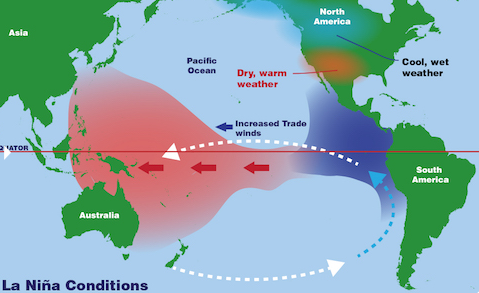 North
America
Asia
Pacific
Ocean
Cool, wet
weather
Dry, warm
weather
Increased Trade
winds
QUATOR
South
America
Australia
La Niña Conditions